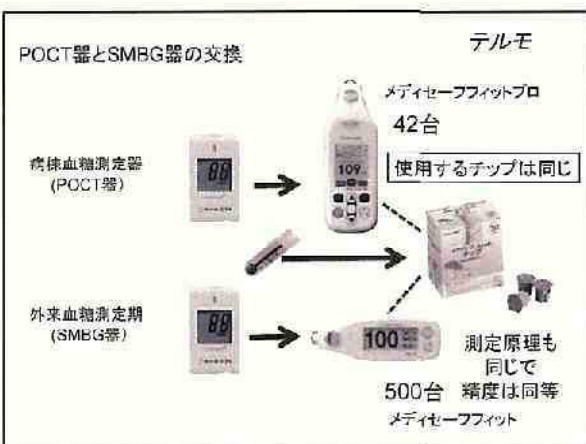 POCT器とSMBG器の交換
テルモ
メディセーフフィットプロ
42台
病棟血糖測定器
(POCT器)
109
使用するチップは同じ
外来血糖測定期
(SMBG器)
100
測定原理も
同じで
精度は同等
500台
メディセーフフィット